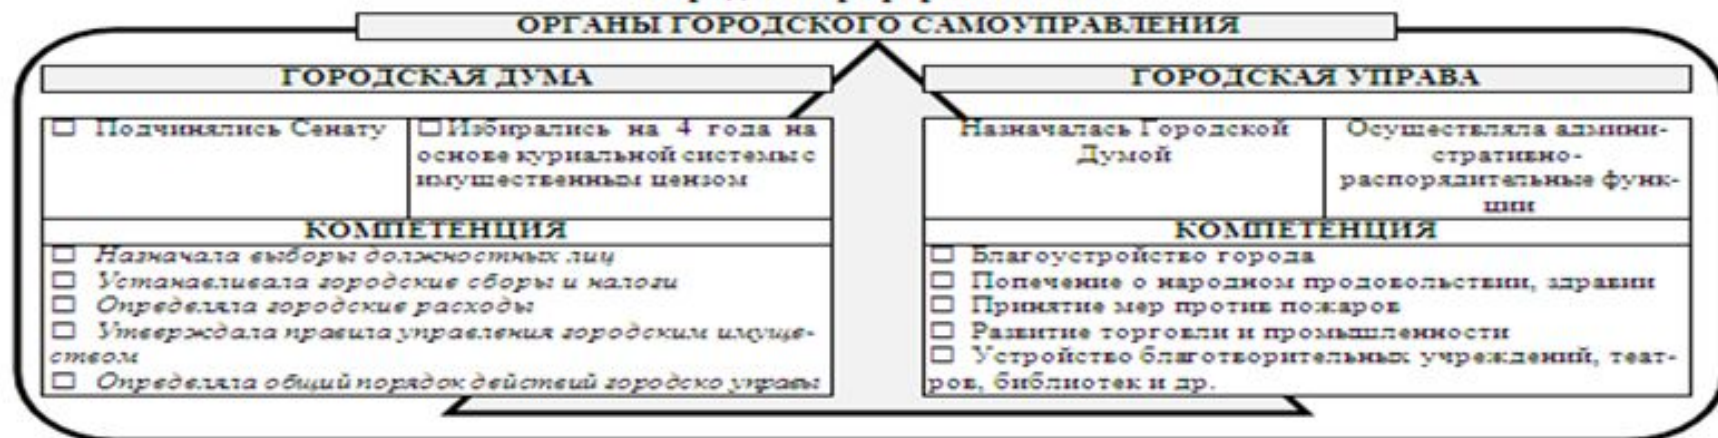 ОРГАНЫ ГОРОДСКОГО САМОУПРАВЛЕНИЯ
ГОРОДСКАЯ ДУМА
☐ Подчинялись Сенату
☐ Избирались на 4 года на
основе куриальной системы с
имущественным цензом
КОМПЕТЕНЦИЯ
☐ Назначала выборы должностных лиц
☐ Устанавливала городские сборы и налоги
☐ Определяла городские расходы
☐ Утверждала правила управления городским имуще-
ством
☐ Определяла общий порядок действий городско управы
ГОРОДСКАЯ УПРАВА
Назначалась Городской
Думой
Осуществляла админи-
стративно-
распорядительные функ-
ции
КОМПЕТЕНЦИЯ
☐ Благоустройство города
☐ Попечение о народном продовольствии, здравии
☐ Принятие мер против пожаров
☐ Развитие торговли и промышленности
☐ Устройство благотворительных учреждений, теат-
ров, библиотек и др.